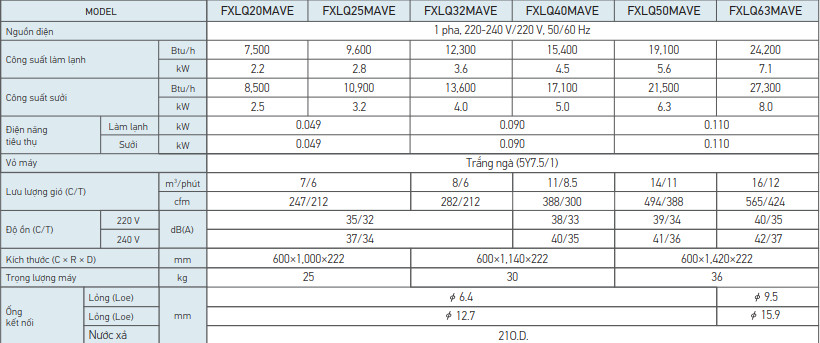 MODEL FXLQ20MAVE FXLQ25MAVE FXLQ32MAVE FXLQ40MAVE FXLQ50MAVE FXLQ63MAVE
Nguồn điện 1 pha, 220-240 V/220 V, 50/60 Hz
Công suất làm lạnh Btu/h 7,500 9,600 12,300 15,400 19,100 24,200
kW 2.2 2.8 3.6 4.5 5.6 7.1
Công suất sưởi Btu/h 8,500 10,900 13,600 17,100 21,500 27,300
kW 2.5 3.2 4.0 5.0 6.3 8.0
Điện năng tiêu thụ Làm lạnh kW 0.049 0.090 0.110
Sưởi kW 0.049 0.090 0.110
Vỏ máy Trắng ngà (5Y7.5/1)
Lưu lượng gió (C/T) m³/phút 7/6 8/6 11/8.5 14/11 16/12
cfm 247/212 282/212 388/300 494/388 565/424
Độ ồn (C/T) 220 V dB(A) 35/32 38/33 39/34 40/35
240 V 37/34 40/35 41/36 42/37
Kích thước (C × R × D) mm 600×1,000×222 600×1,140×222 600×1,420×222
Trọng lượng máy kg 25 30 36
Ống kết nối Lỏng (Loe) mm ϕ 6.4 ϕ 9.5
Lỏng (Loe) ϕ 12.7 ϕ 15.9
Nước xả 21O.D.